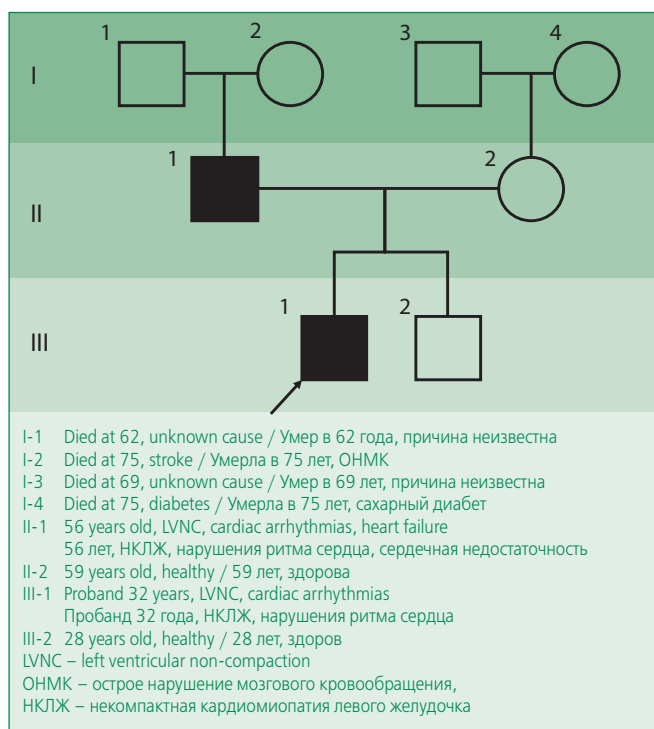 1 2 3 4
I
1 2
II
1 2
III
I-1 Died at 62, unknown cause / Умер в 62 года, причина неизвестна
I-2 Died at 75, stroke / Умерла в 75 лет, ОНМК
I-3 Died at 69, unknown cause / Умер в 69 лет, причина неизвестна
I-4 Died at 75, diabetes / Умерла в 75 лет, сахарный диабет
II-1 56 years old, LVNC, cardiac arrhythmias, heart failure
56 лет, НКЛЖ, нарушения ритма сердца, сердечная недостаточность
II-2 59 years old, healthy / 59 лет, здорова
III-1 Proband 32 years, LVNC, cardiac arrhythmias
Пробанд 32 года, НКЛЖ, нарушения ритма сердца
III-2 28 years old, healthy / 28 лет, здоров
LVNC – left ventricular non-compaction
ОНМК – острое нарушение мозгового кровообращения,
НКЛЖ – некомпактная кардиомиопатия левого желудочка